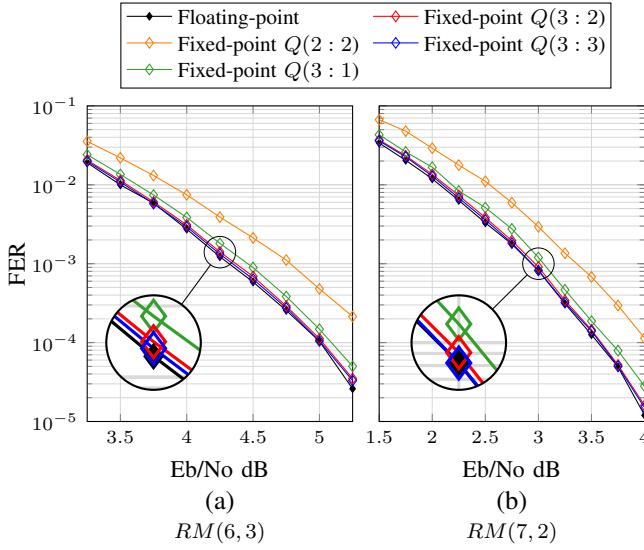 Floating-point
Fixed-point Q(2 : 2)
Fixed-point Q(3 : 1)
Fixed-point Q(3 : 2)
Fixed-point Q(3 : 3)
FER
10⁻¹
10⁻²
10⁻³
10⁻⁴
10⁻⁵
3.5 4 4.5 5
Eb/No dB
(a)
RM(6, 3)
1.5 2 2.5 3 3.5 4
Eb/No dB
(b)
RM(7, 2)